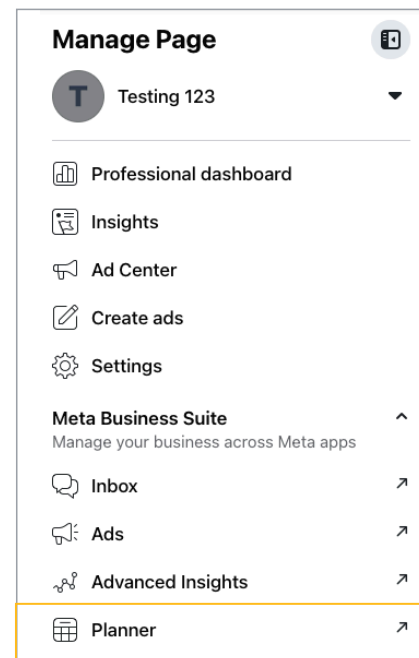 Manage Page
T
Testing 123
Professional dashboard
Insights
Ad Center
Create ads
Settings
Meta Business Suite
Manage your business across Meta apps
Inbox
Ads
Advanced Insights
Planner